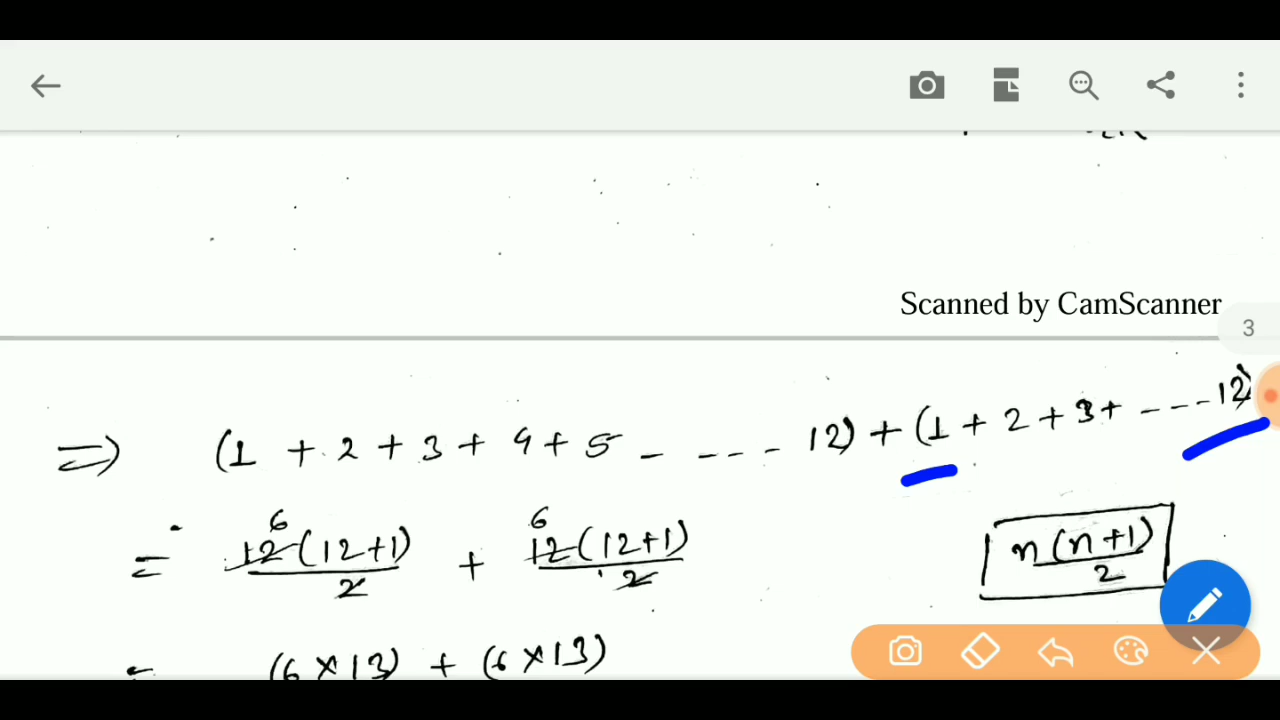 Scanned by CamScanner
3
=> (1 + 2 + 3 + 4 + 5 - - - - 12) + (1 + 2 + 3 + - - - 12)
= 12(12+1)/2 + 12(12+1)/2
6 6
n(n+1)/2
= (6×13) + (6×13)